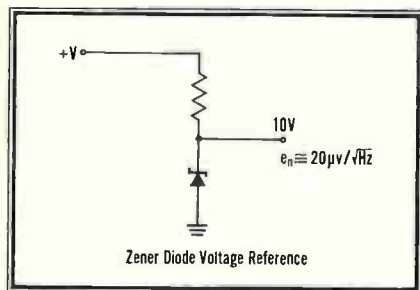 +V
10V
eₙ ≅ 20μv/√Hz
Zener Diode Voltage Reference